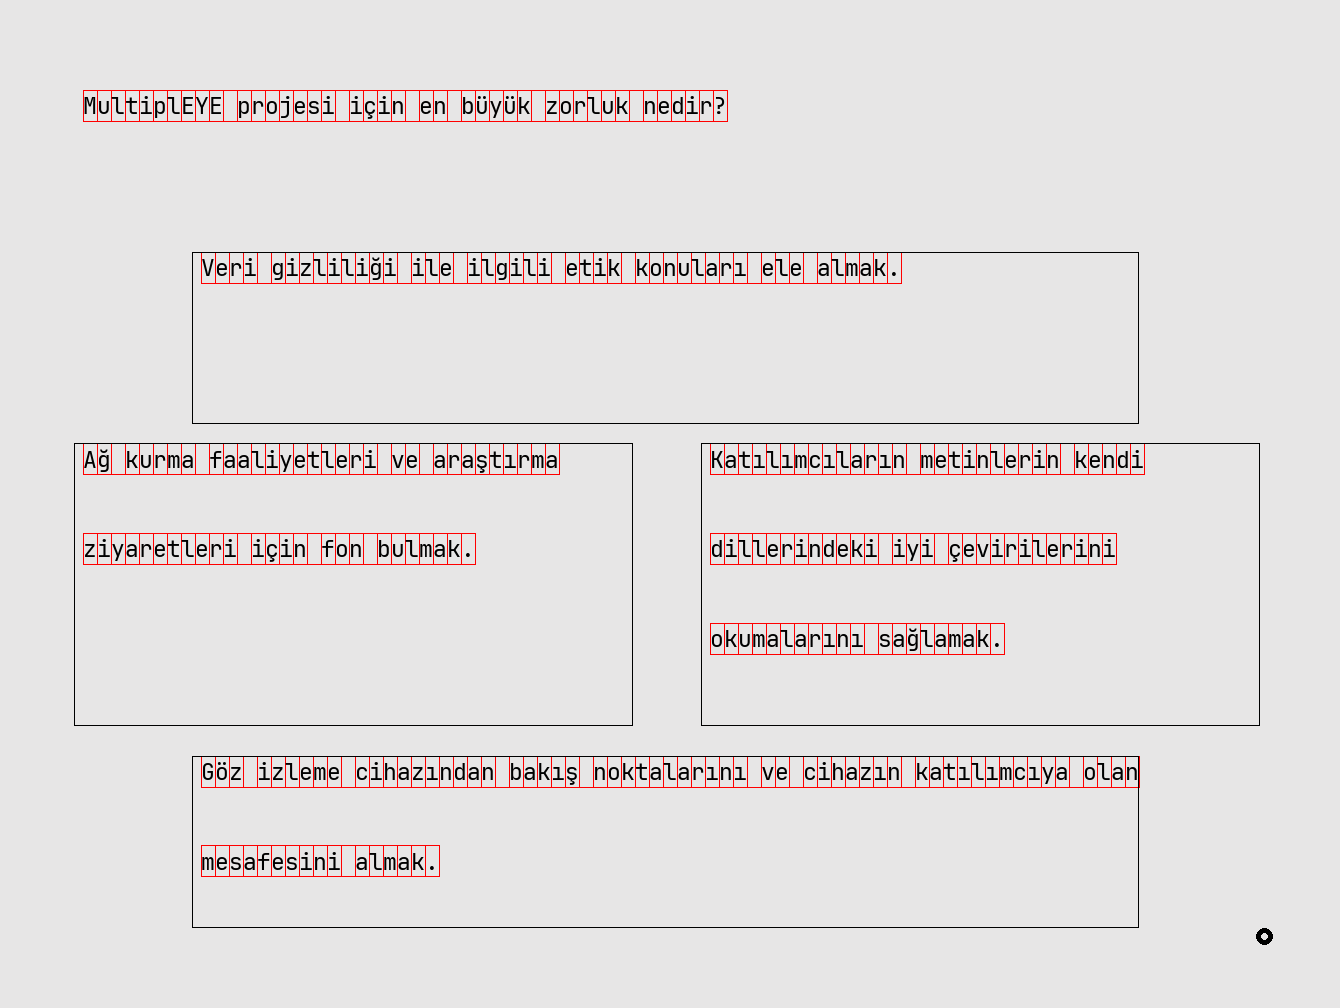 MultiplEYE projesi için en büyük zorluk nedir?
Veri gizliliği ile ilgili etik konuları ele almak.
Ağ kurma faaliyetleri ve araştırma
ziyaretleri için fon bulmak.
Katılımcıların metinlerin kendi
dillerindeki iyi çevirilerini
okumalarını sağlamak.
Göz izleme cihazından bakış noktalarını ve cihazın katılımcıya olan
mesafesini almak.